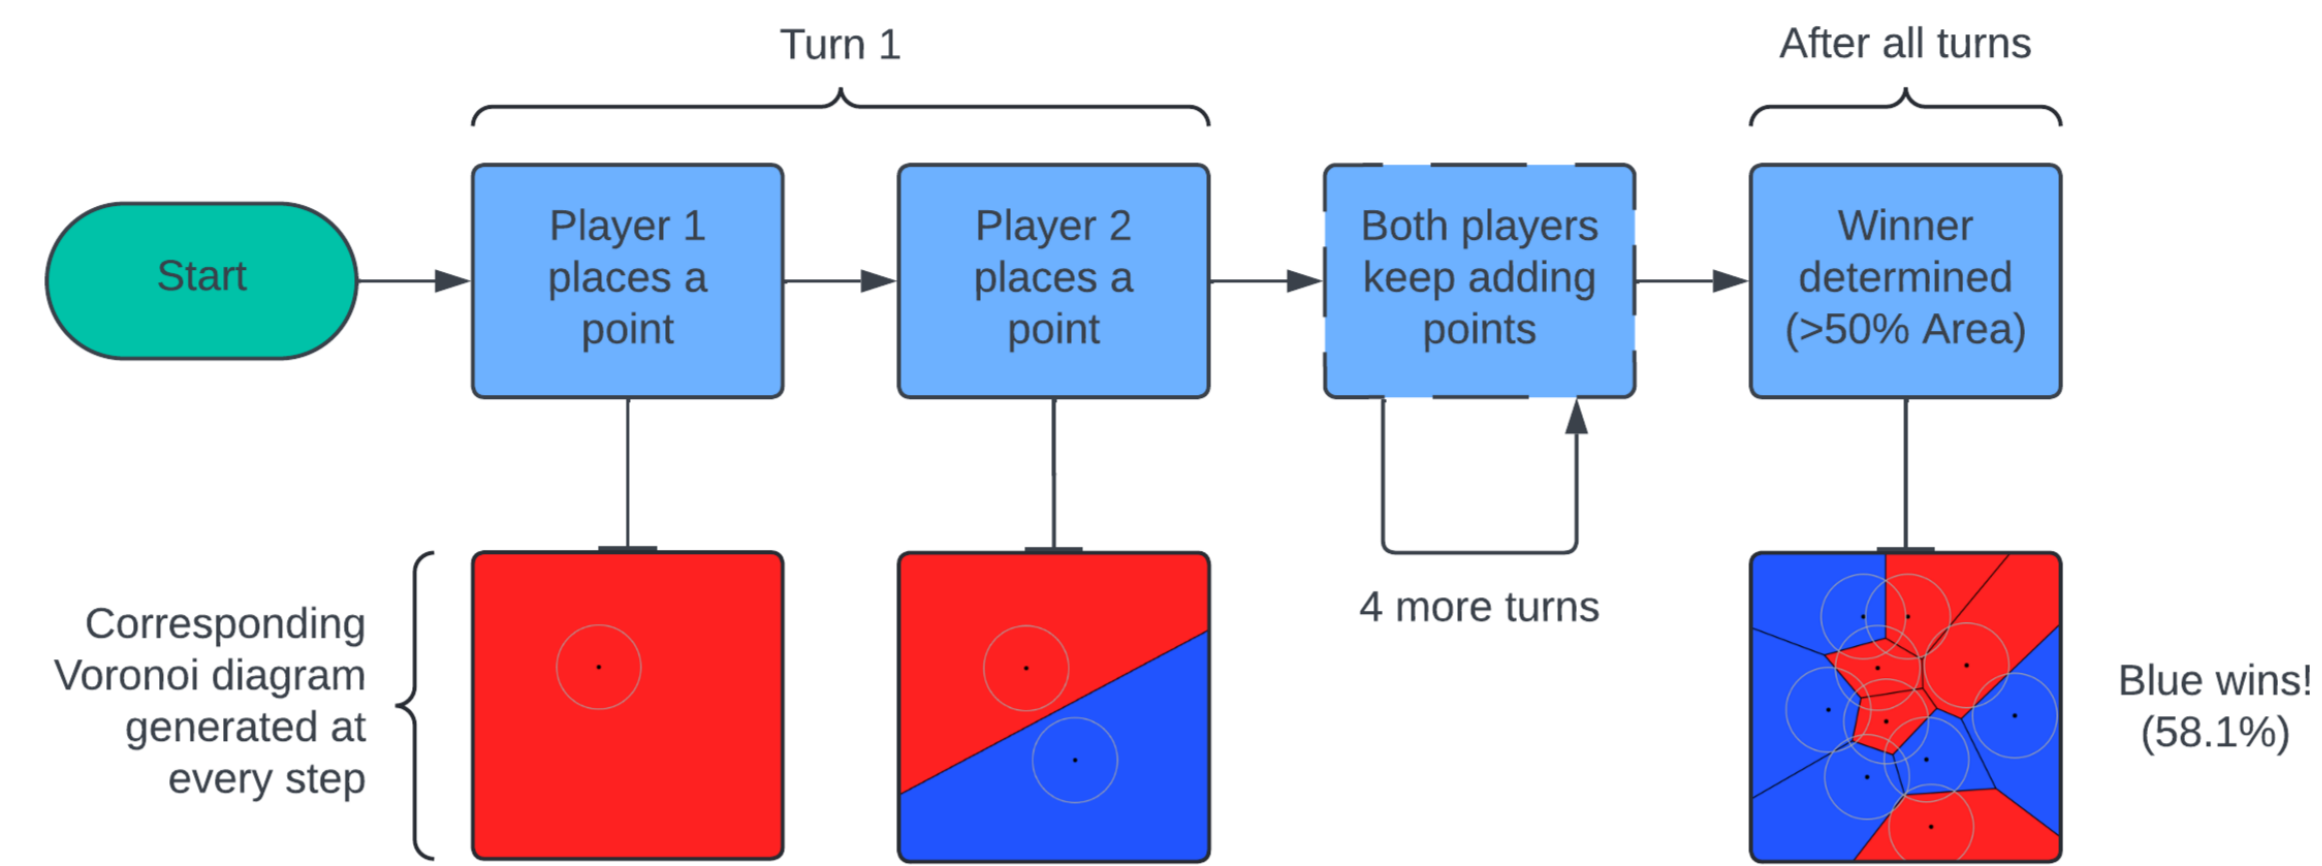 Turn 1
After all turns
Start
Player 1
places a
point
Player 2
places a
point
Both players
keep adding
points
Winner
determined
(>50% Area)
4 more turns
Corresponding
Voronoi diagram
generated at
every step
Blue wins!
(58.1%)